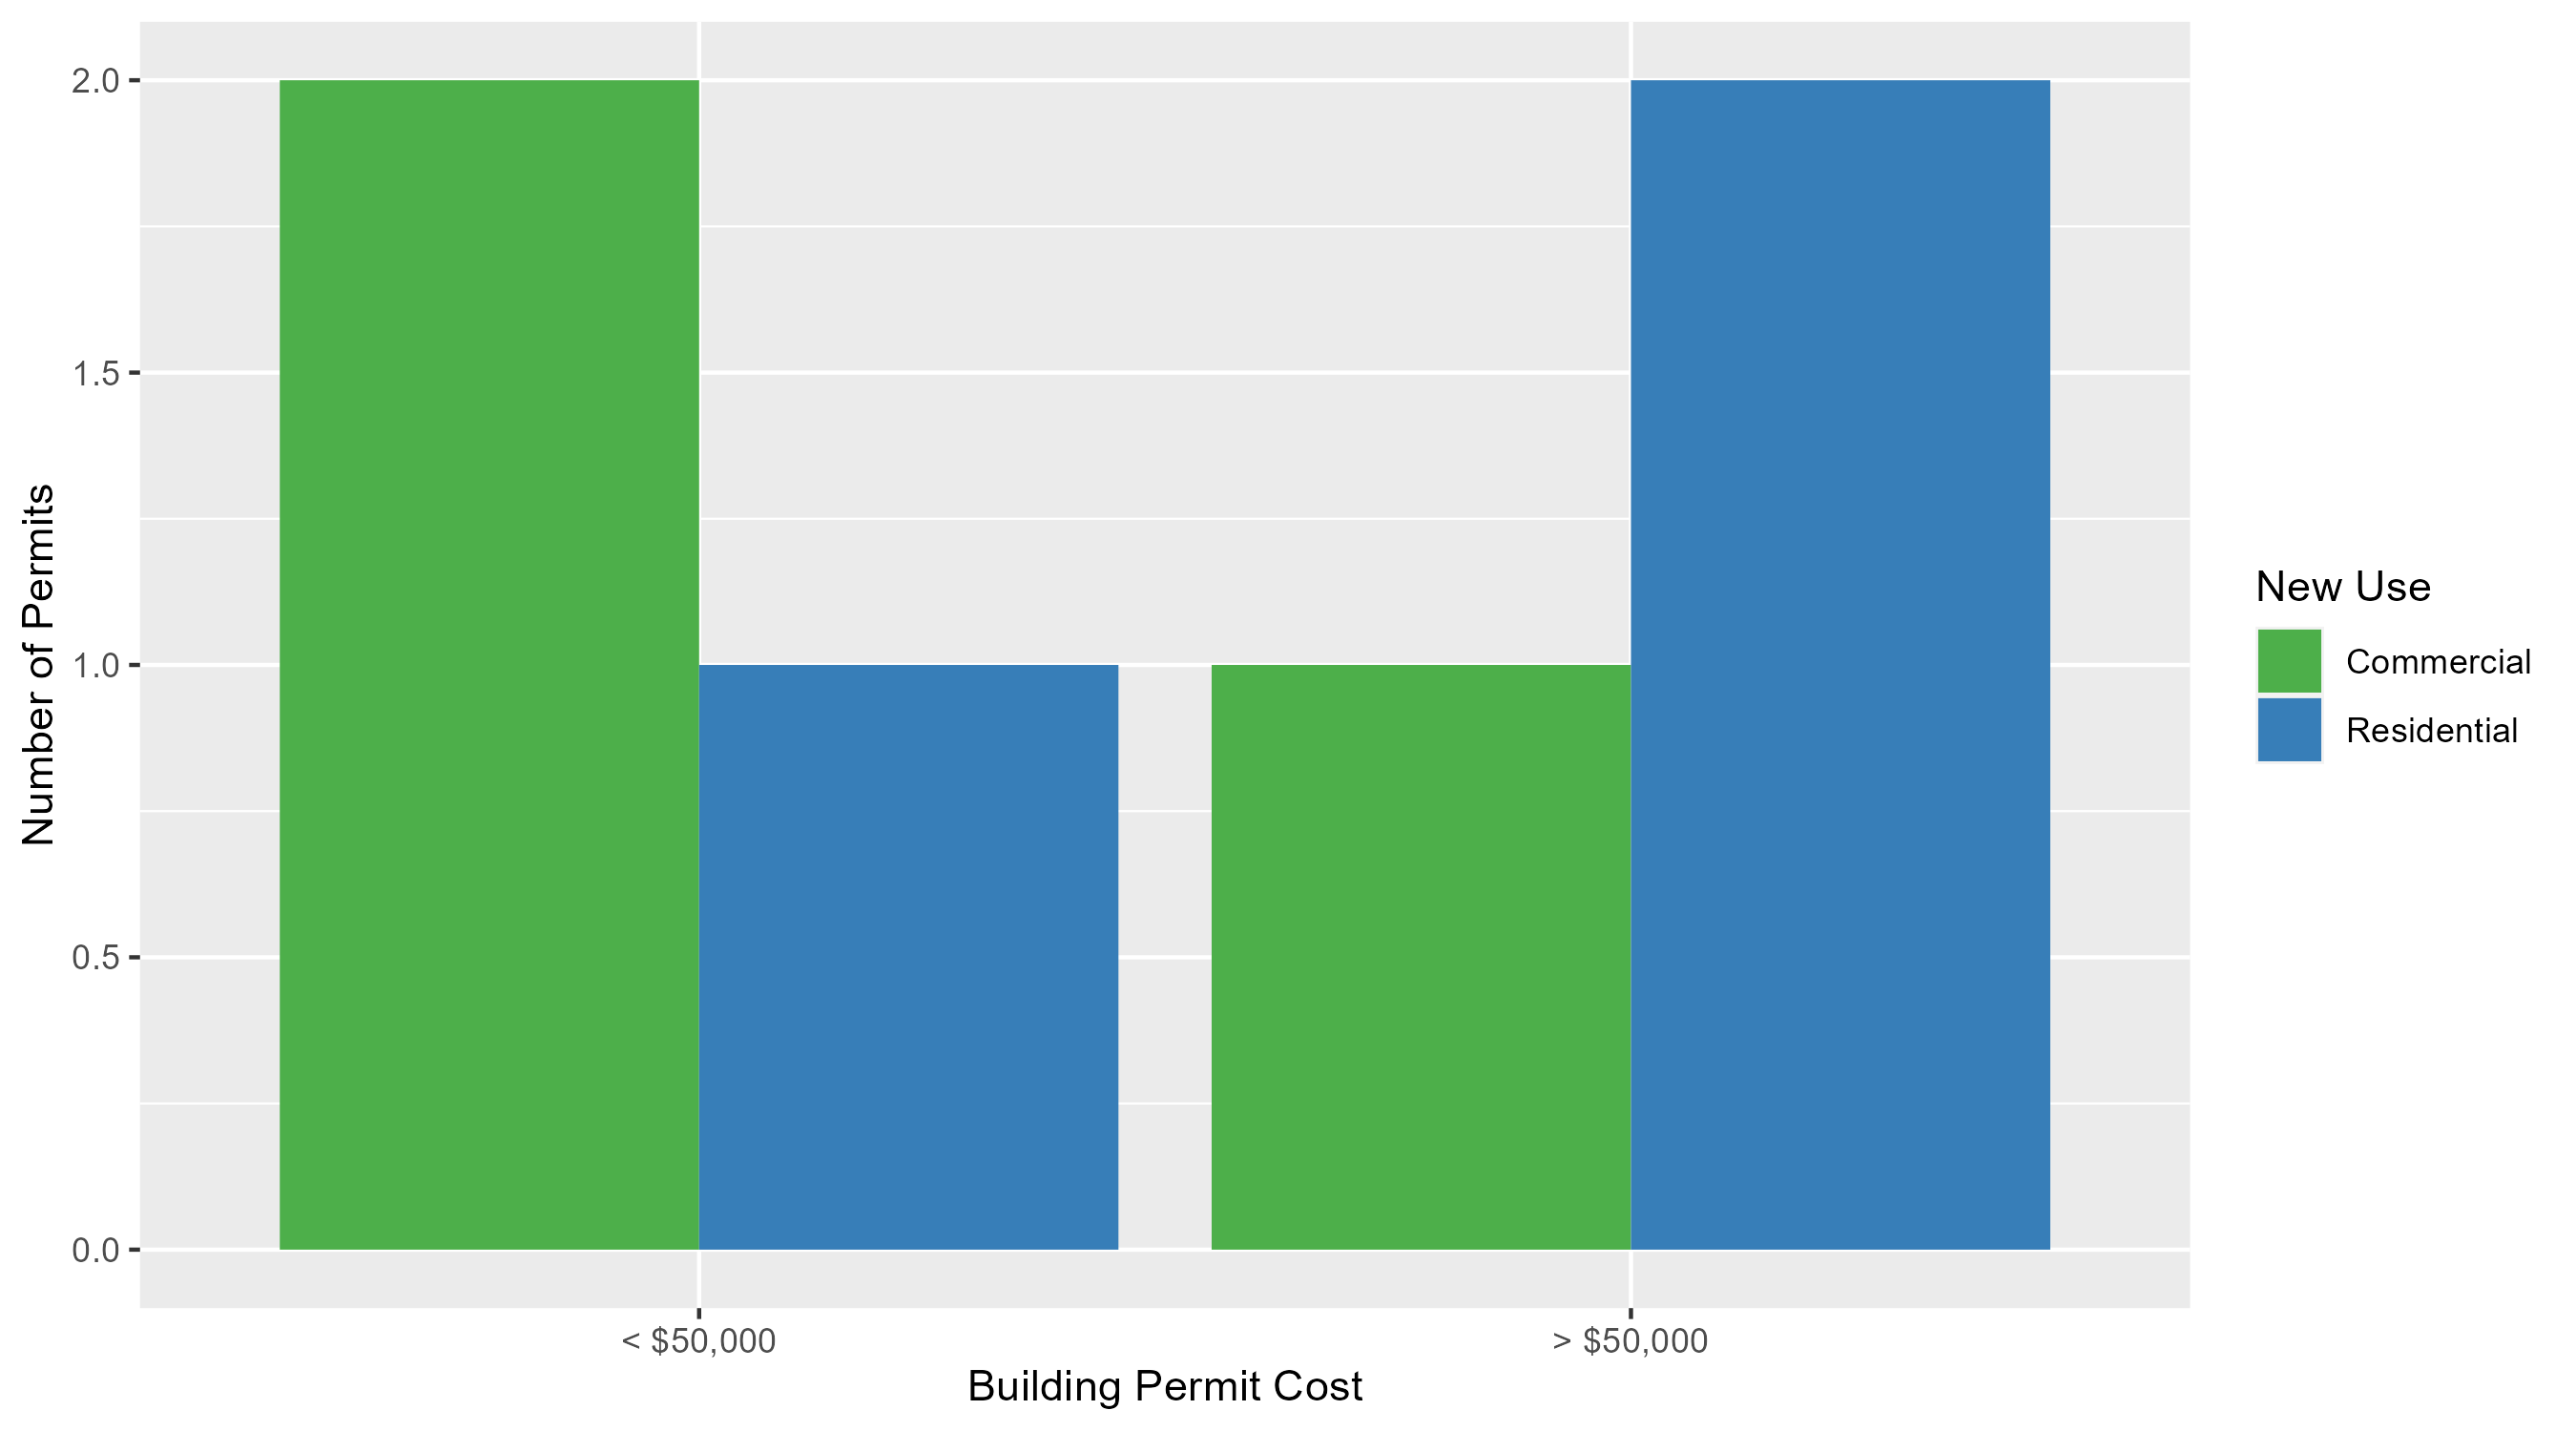 Number of Permits
2.0
1.5
1.0
0.5
0.0
< $50,000
> $50,000
Building Permit Cost
New Use
Commercial
Residential